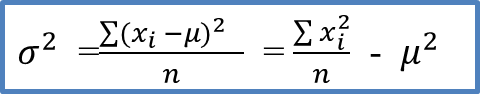 σ² = ∑(xᵢ − μ)² / n = ∑ xᵢ² / n - μ²